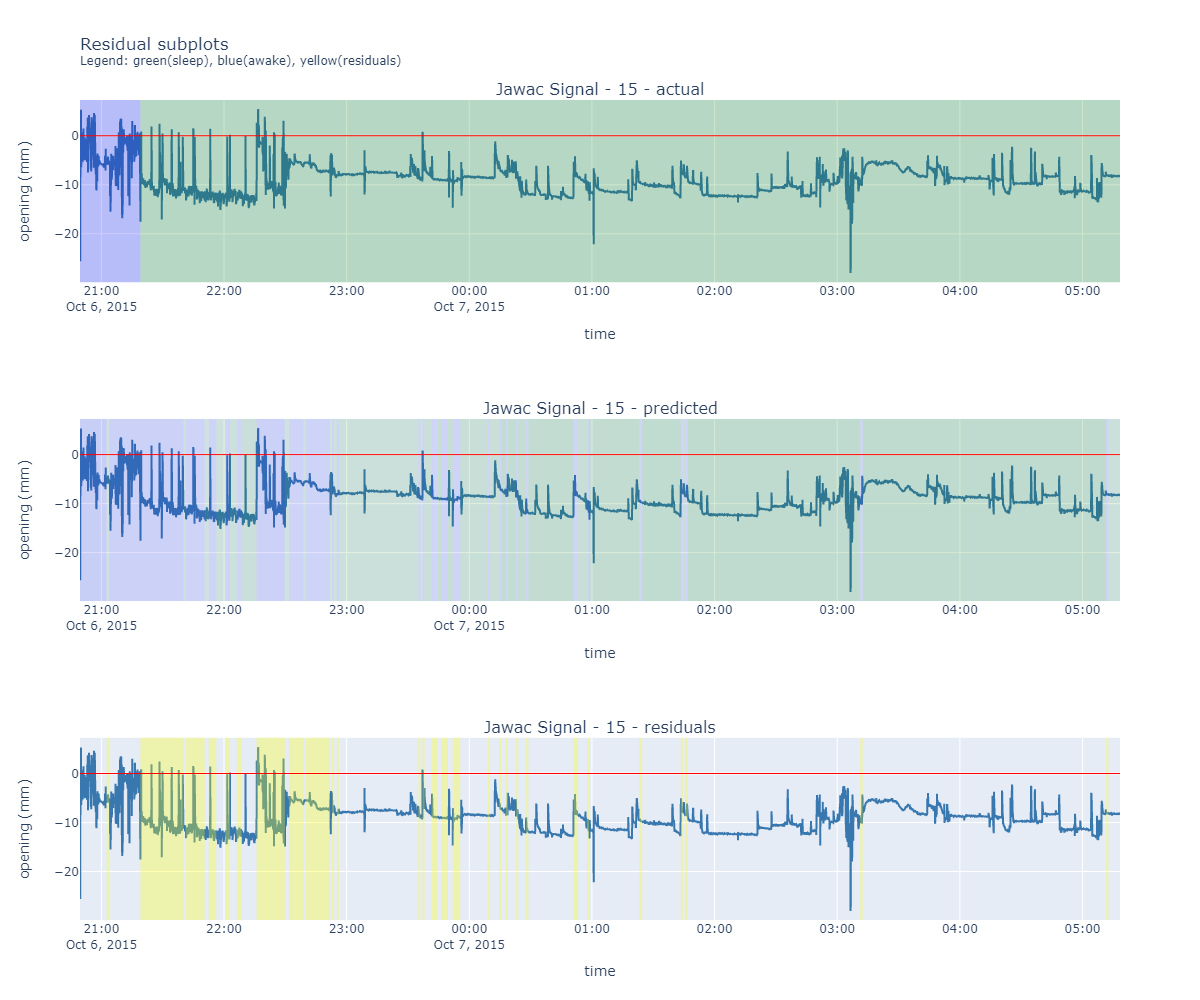 Residual subplots
Legend: green(sleep), blue(awake), yellow(residuals)
Jawac Signal - 15 - actual
opening (mm)
0
−10
−20
21:00 22:00 23:00 00:00 01:00 02:00 03:00 04:00 05:00
Oct 6, 2015 Oct 7, 2015
time
Jawac Signal - 15 - predicted
opening (mm)
0
−10
−20
21:00 22:00 23:00 00:00 01:00 02:00 03:00 04:00 05:00
Oct 6, 2015 Oct 7, 2015
time
Jawac Signal - 15 - residuals
opening (mm)
0
−10
−20
21:00 22:00 23:00 00:00 01:00 02:00 03:00 04:00 05:00
Oct 6, 2015 Oct 7, 2015
time